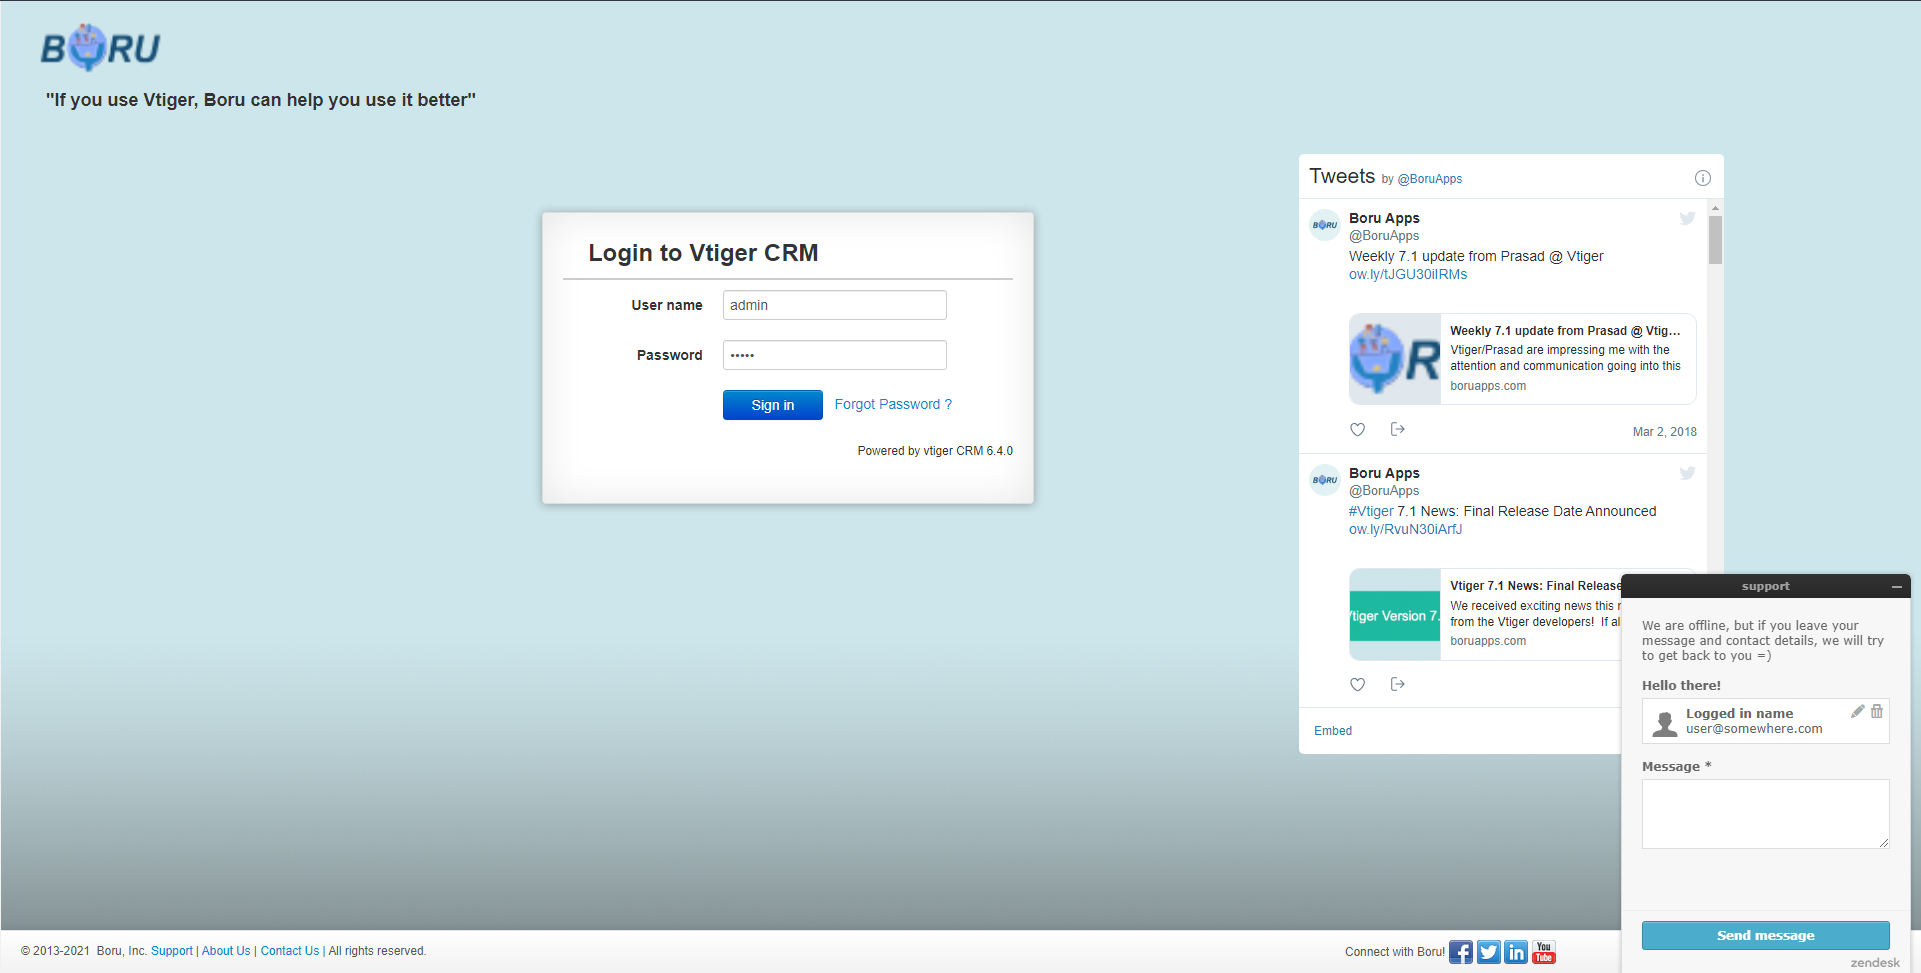 BORU
"If you use Vtiger, Boru can help you use it better"
Login to Vtiger CRM
User name
admin
Password
•••••
Sign in
Forgot Password ?
Powered by vtiger CRM 6.4.0
Tweets by @BoruApps
BORU
Boru Apps
@BoruApps
Weekly 7.1 update from Prasad @ Vtiger
ow.ly/tJGU30iIRMs
R
Weekly 7.1 update from Prasad @ Vtig...
Vtiger/Prasad are impressing me with the
attention and communication going into this
boruapps.com
Mar 2, 2018
BORU
Boru Apps
@BoruApps
#Vtiger 7.1 News: Final Release Date Announced
ow.ly/RvuN30iArfJ
Vtiger Version 7.
Vtiger 7.1 News: Final Release
We received exciting news this
from the Vtiger developers! If al
boruapps.com
Embed
support
We are offline, but if you leave your
message and contact details, we will try
to get back to you =)
Hello there!
Logged in name
user@somewhere.com
Message *
Send message
zendesk
© 2013-2021 Boru, Inc. Support | About Us | Contact Us | All rights reserved.
Connect with Boru!
f
in
You
Tube